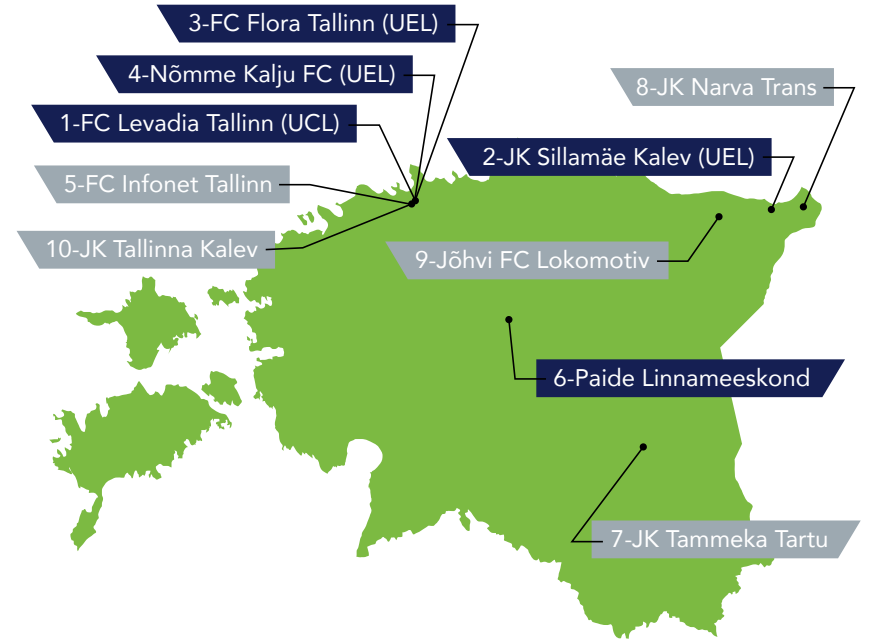 3-FC Flora Tallinn (UEL)
4-Nõmme Kalju FC (UEL)
8-JK Narva Trans
1-FC Levadia Tallinn (UCL)
2-JK Sillamäe Kalev (UEL)
5-FC Infonet Tallinn
10-JK Tallinna Kalev
9-Jõhvi FC Lokomotiv
6-Paide Linnameeskond
7-JK Tammeka Tartu